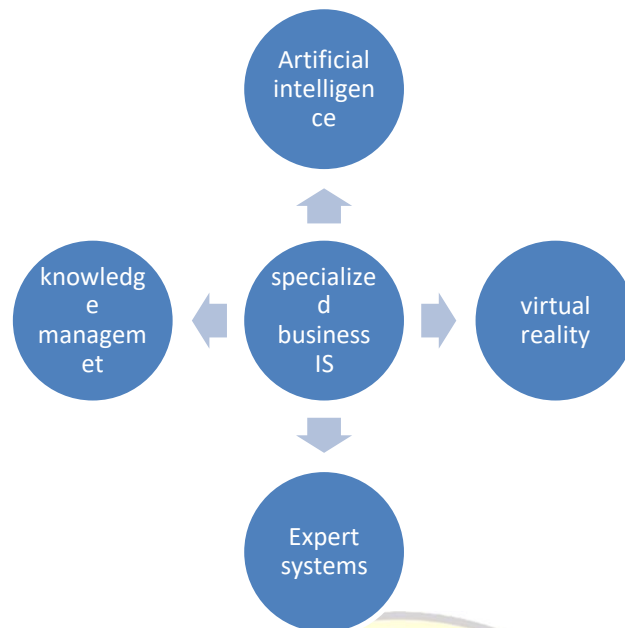 Artificial
intelligen
ce
knowledg
e
managem
et
specialize
d
business
IS
virtual
reality
Expert
systems